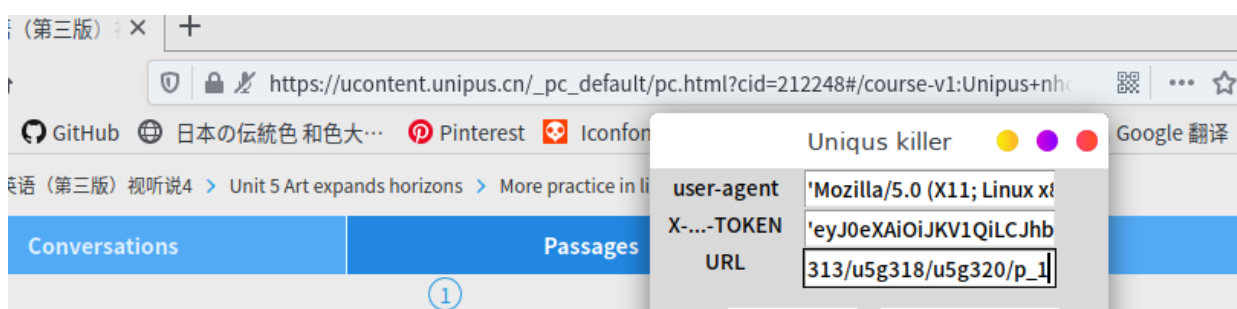 （第三版）
https://ucontent.unipus.cn/_pc_default/pc.html?cid=212248#/course-v1:Unipus+nh
GitHub 日本の伝統色 和色大… Pinterest Iconfon Google 翻译
英语（第三版）视听说4 > Unit 5 Art expands horizons > More practice in li
Conversations Passages
1
Uniqus killer
user-agent 'Mozilla/5.0 (X11; Linux x8
X-...-TOKEN 'eyJ0eXAiOiJKV1QiLCJhb
URL 313/u5g318/u5g320/p_1